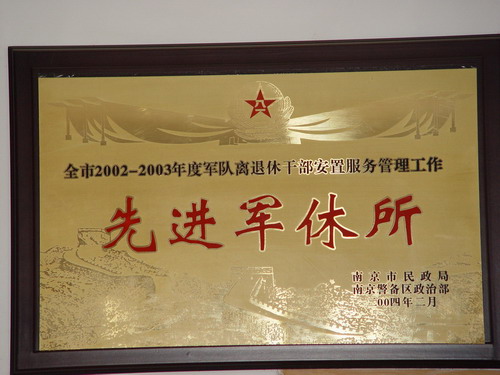 全市2002-2003年度军队离退休干部安置服务管理工作
先进军休所
南京市民政局
南京警备区政治部
二00四年二月